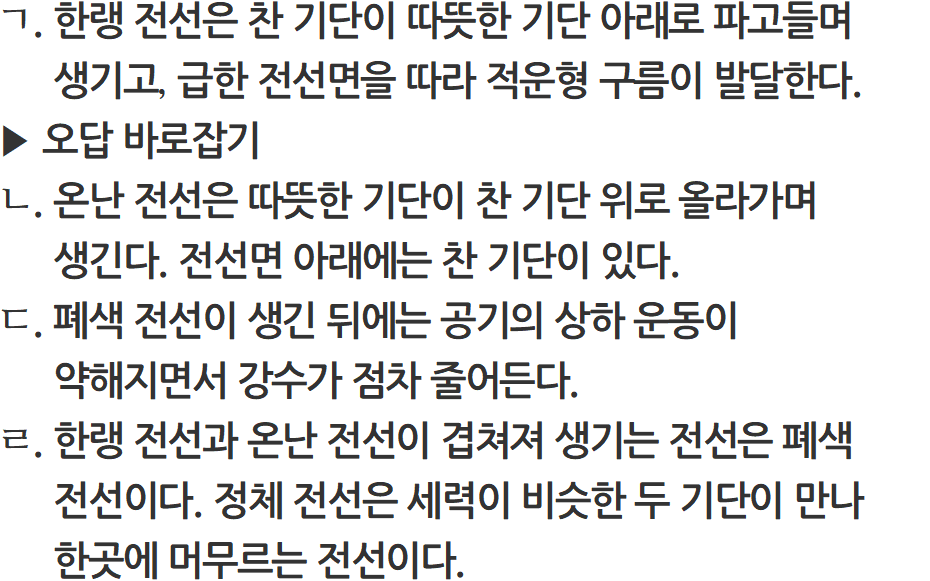 ㄱ. 한랭 전선은 찬 기단이 따뜻한 기단 아래로 파고들며
생기고, 급한 전선면을 따라 적운형 구름이 발달한다.
▶ 오답 바로잡기
ㄴ. 온난 전선은 따뜻한 기단이 찬 기단 위로 올라가며
생긴다. 전선면 아래에는 찬 기단이 있다.
ㄷ. 폐색 전선이 생긴 뒤에는 공기의 상하 운동이
약해지면서 강수가 점차 줄어든다.
ㄹ. 한랭 전선과 온난 전선이 겹쳐져 생기는 전선은 폐색
전선이다. 정체 전선은 세력이 비슷한 두 기단이 만나
한곳에 머무르는 전선이다.